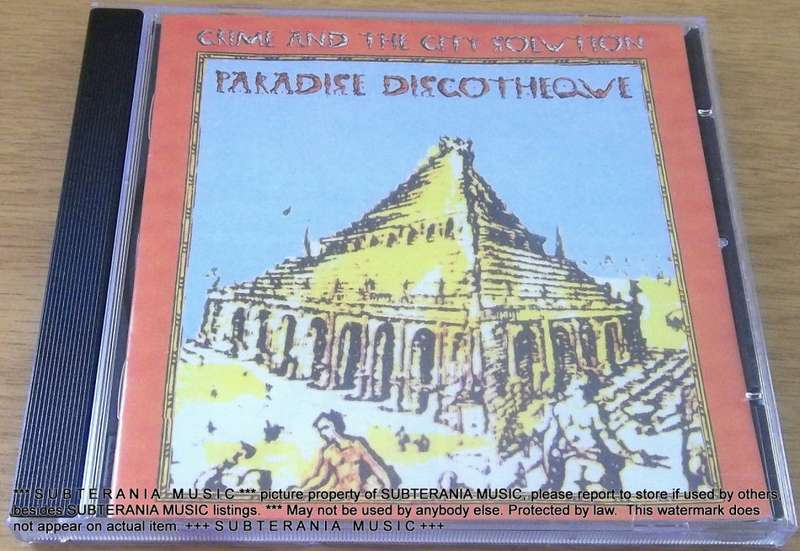 CRIME AND THE CITY SOLUTION
PARADISE DISCOTHEQUE
*** S U B T E R A N I A   M U S I C *** picture property of SUBTERANIA MUSIC, please report to store if used by others
besides SUBTERANIA MUSIC listings. *** May not be used by anybody else. Protected by law.  This watermark does
not appear on actual item. +++ S U B T E R A N I A   M U S I C +++